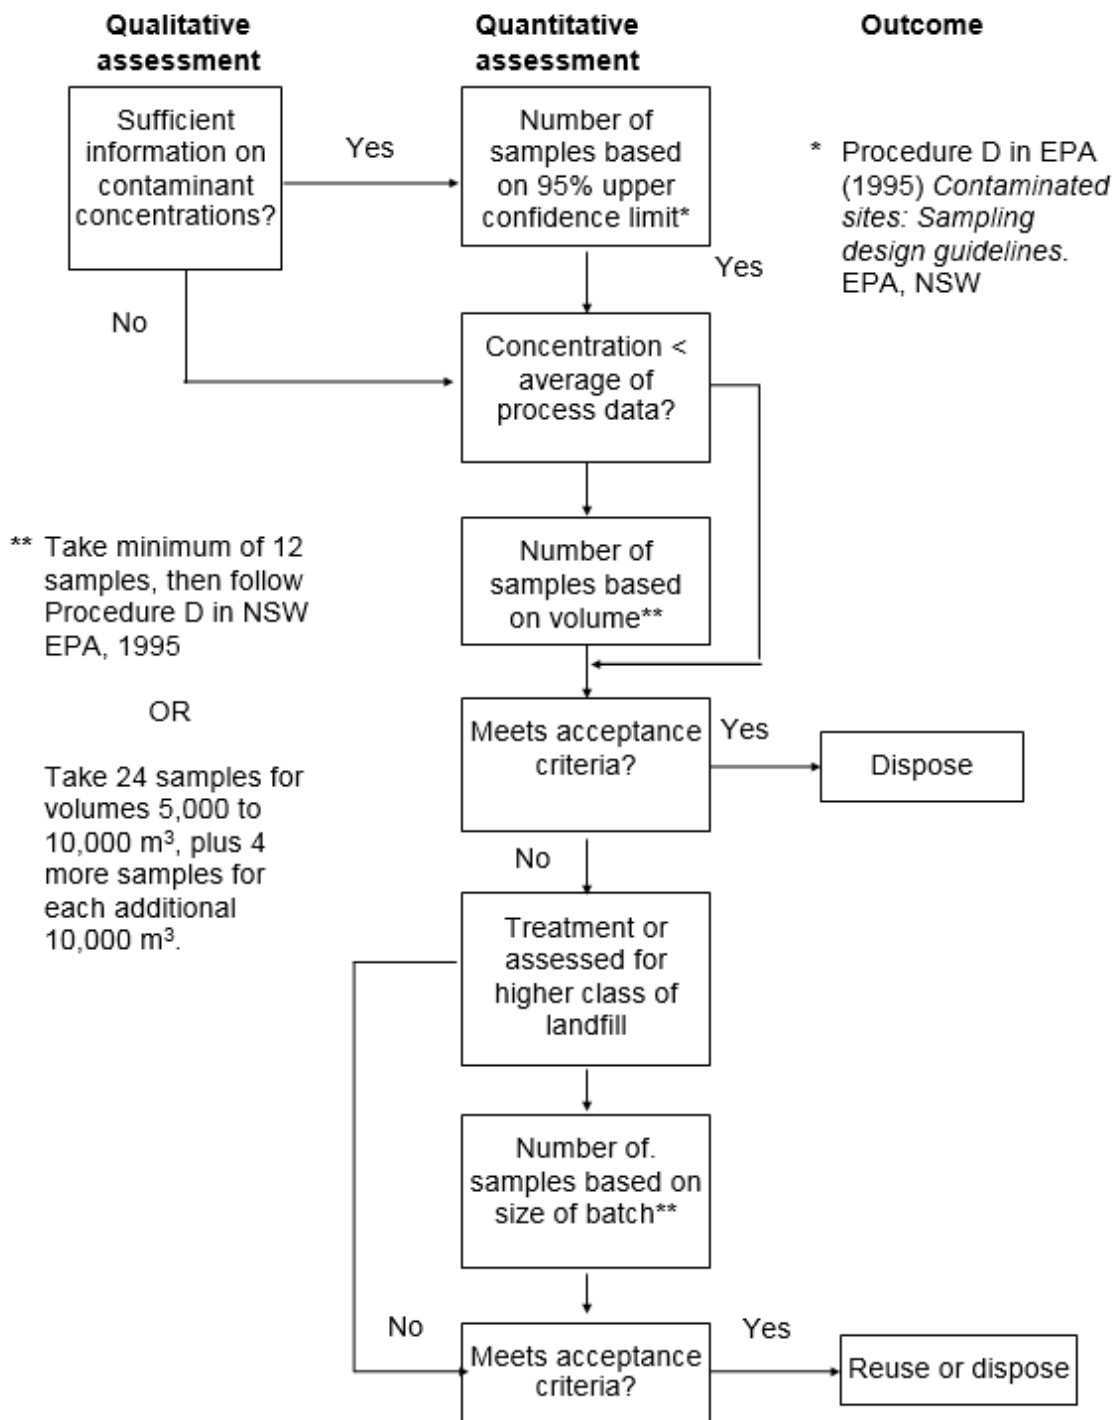 Qualitative
assessment
Quantitative
assessment
Outcome
Sufficient
information on
contaminant
concentrations?
Yes
Number of
samples based
on 95% upper
confidence limit*
* Procedure D in EPA
(1995) Contaminated
sites: Sampling
design guidelines.
EPA, NSW
Yes
No
Concentration <
average of
process data?
** Take minimum of 12
samples, then follow
Procedure D in NSW
EPA, 1995
OR
Take 24 samples for
volumes 5,000 to
10,000 m³, plus 4
more samples for
each additional
10,000 m³.
Number of
samples based
on volume**
Meets acceptance
criteria?
Yes
Dispose
No
Treatment or
assessed for
higher class of
landfill
Number of.
samples based on
size of batch**
No
Meets acceptance
criteria?
Yes
Reuse or dispose